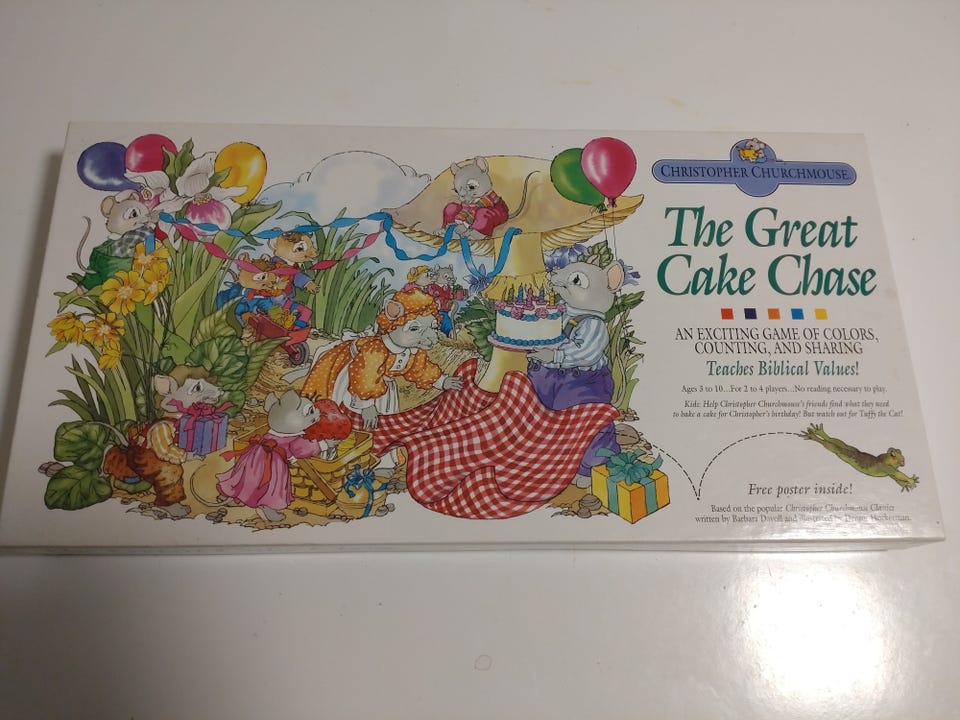 CHRISTOPHER CHURCHMOUSE
The Great
Cake Chase
AN EXCITING GAME OF COLORS,
COUNTING, AND SHARING
Teaches Biblical Values!
Ages 3 to 10...For 2 to 4 players...No reading necessary to play.
Kids: Help Christopher Churchmouse's friends find what they need
to bake a cake for Christopher's birthday! But watch out for Tuffy the Cat!
Free poster inside!
Based on the popular Christopher Churchmouse Classics
written by Barbara Davoll and illustrated by Dennis Hockerman.